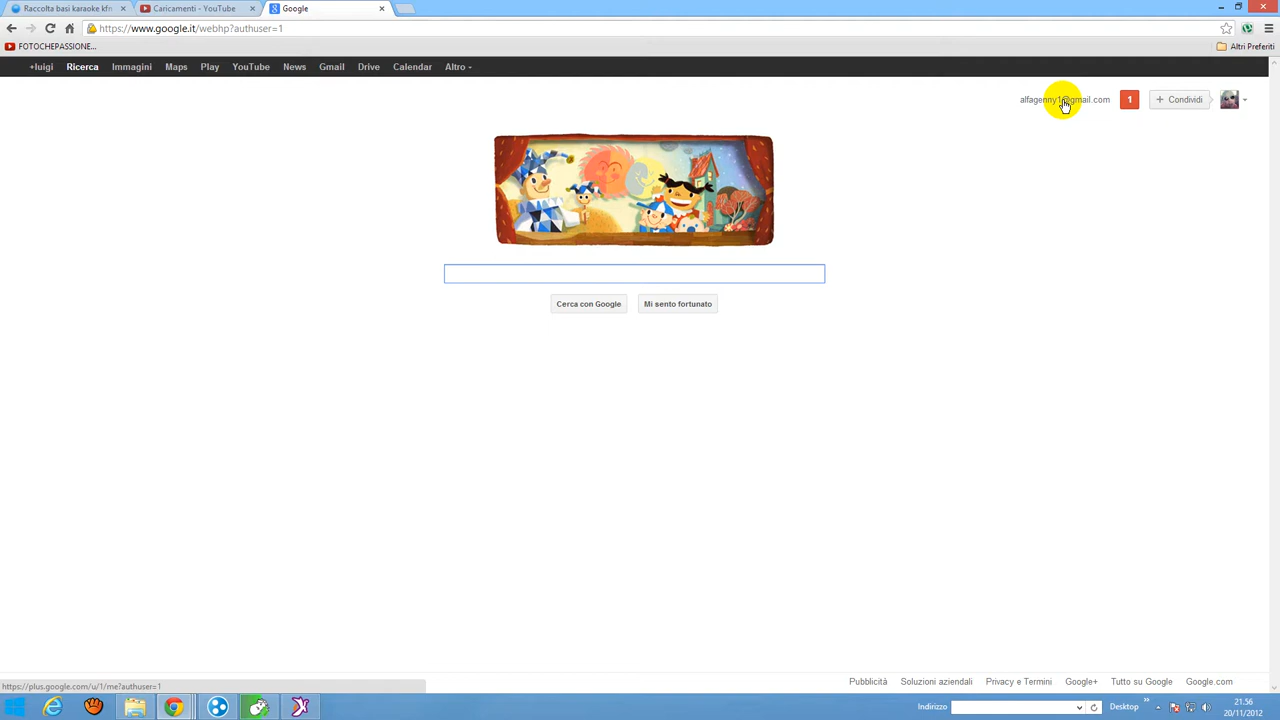 Raccolta basi karaoke kfn
Caricamenti - YouTube
Google
https://www.google.it/webhp?authuser=1
FOTOCHEPASSIONE...
Altri Preferiti
+luigi Ricerca Immagini Maps Play YouTube News Gmail Drive Calendar Altro
alfagenny1@gmail.com 1 + Condividi
Cerca con Google Mi sento fortunato
Pubblicità Soluzioni aziendali Privacy e Termini Google+ Tutto su Google Google.com
https://plus.google.com/u/1/me?authuser=1
Indirizzo Desktop 21.56
20/11/2012